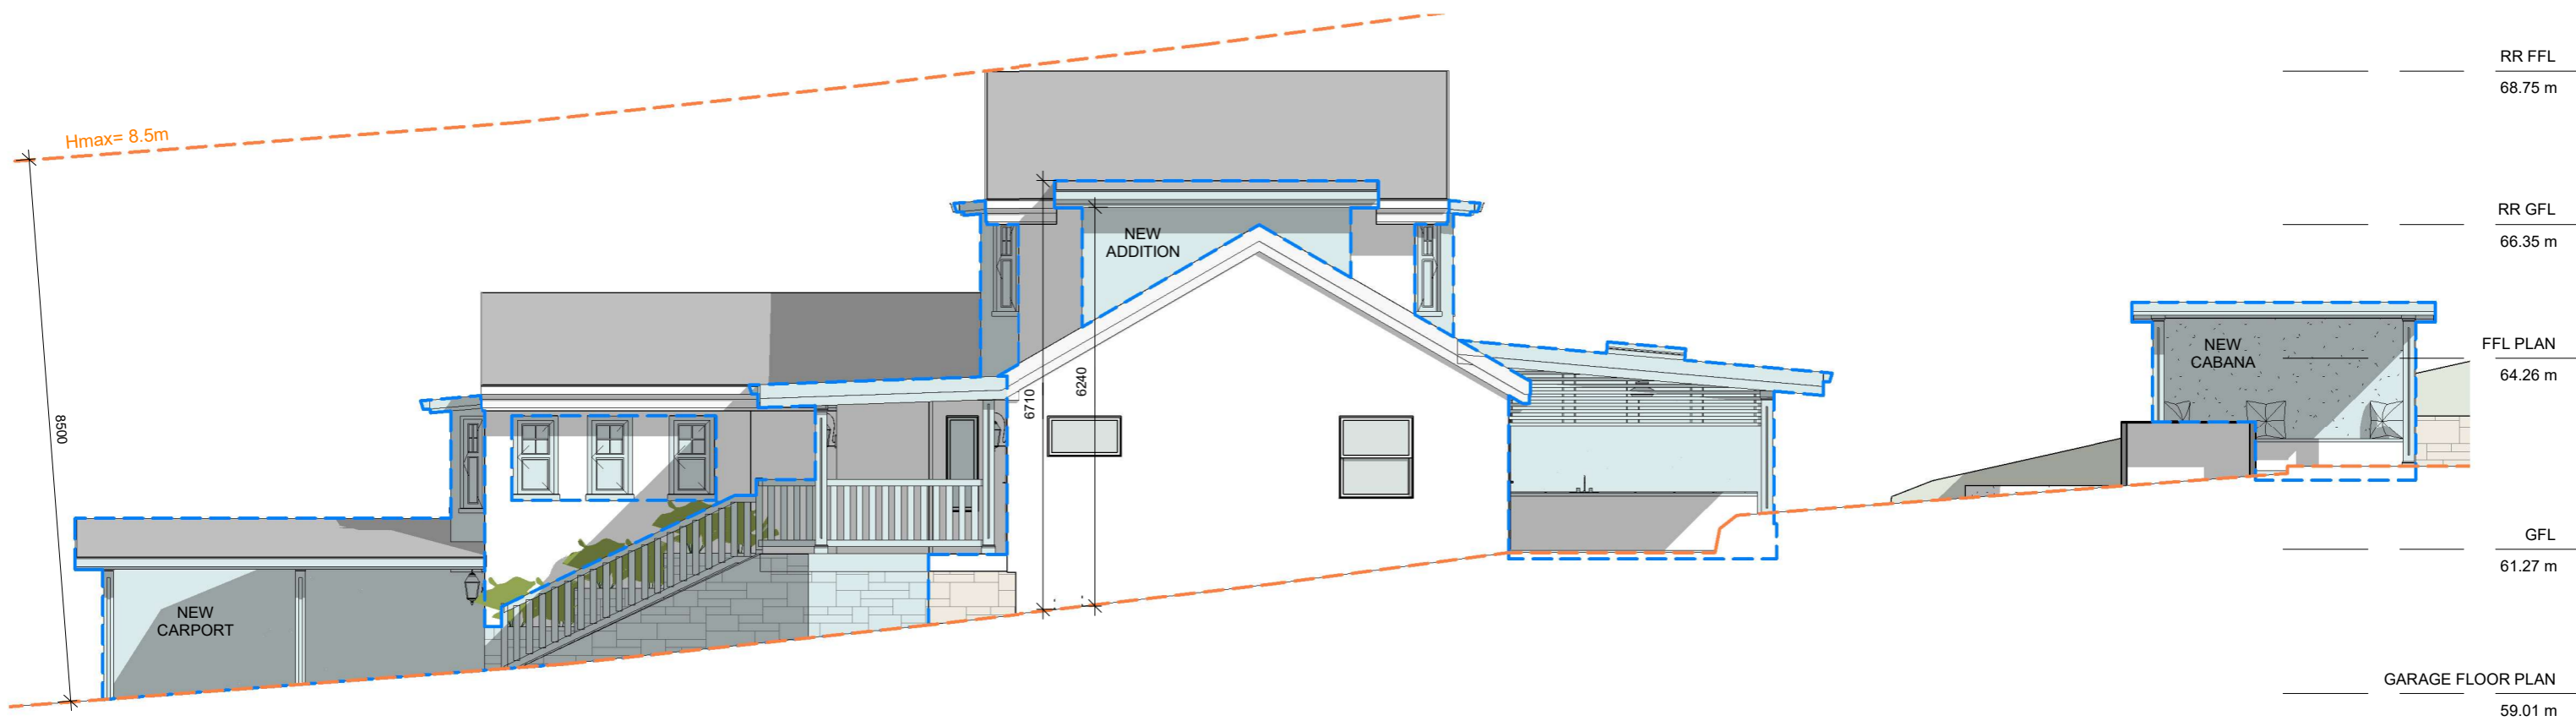 RR FFL
68.75 m
Hmax= 8.5m
RR GFL
66.35 m
NEW
ADDITION
FFL PLAN
64.26 m
NEW
CABANA
8500
6710
6240
GFL
61.27 m
NEW
CARPORT
GARAGE FLOOR PLAN
59.01 m